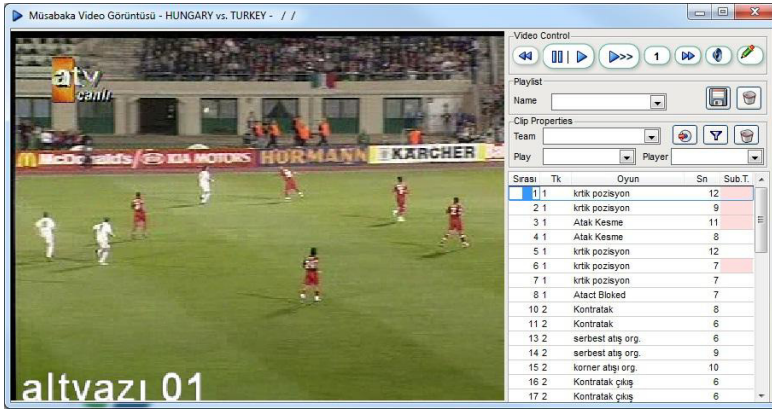 Müsabaka Video Görüntüsü - HUNGARY vs. TURKEY - / /
atv
canlı
McDonald's KIA MOTORS HÖRMANN KÄRCHER
altvazı 01
Video Control
1
Playlist
Name
Clip Properties
Team
Play Player
Sırası Tk Oyun Sn Sub.T.
1 1 krtik pozisyon 12
2 1 krtik pozisyon 9
3 1 Atak Kesme 11
4 1 Atak Kesme 8
5 1 krtik pozisyon 12
6 1 krtik pozisyon 7
7 1 krtik pozisyon 7
8 1 Atact Bloked 7
10 2 Kontratak 8
11 2 Kontratak 6
13 2 serbest atış org. 6
14 2 serbest atış org. 9
15 2 korner atışı org. 10
16 2 Kontratak çıkış 6
17 2 Kontratak çıkış 6